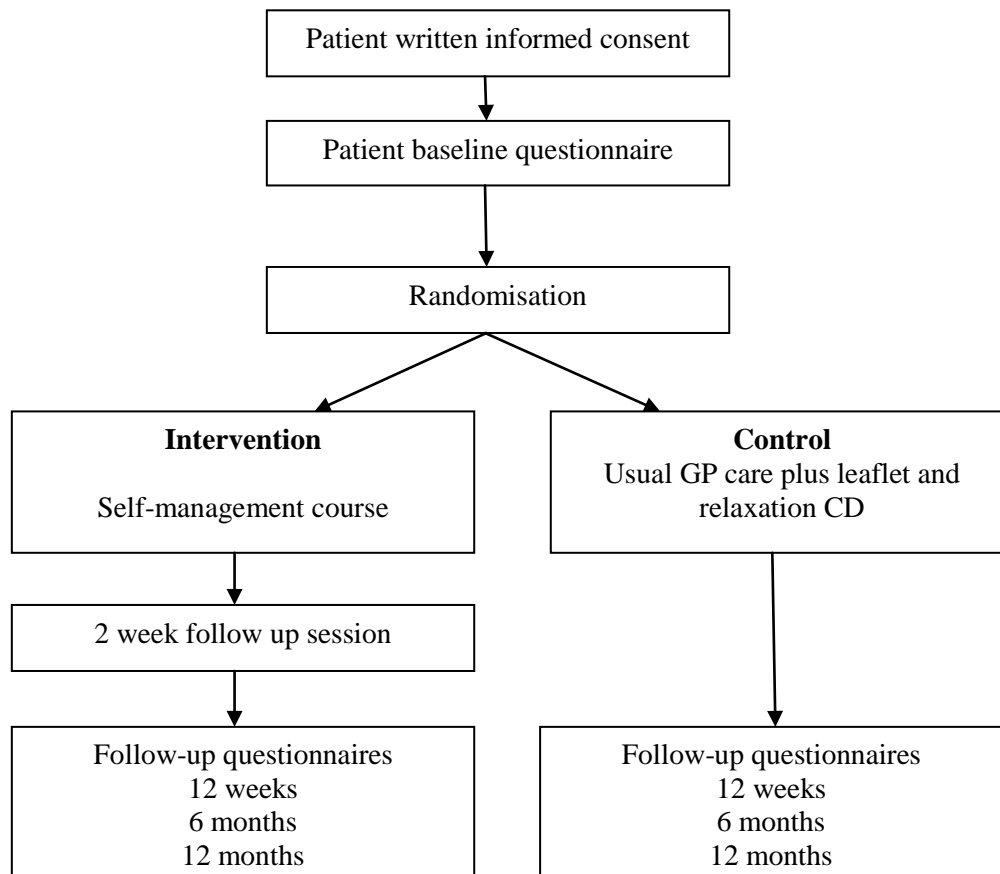 Patient written informed consent
Patient baseline questionnaire
Randomisation
Intervention
Self-management course
Control
Usual GP care plus leaflet and
relaxation CD
2 week follow up session
Follow-up questionnaires
12 weeks
6 months
12 months
Follow-up questionnaires
12 weeks
6 months
12 months